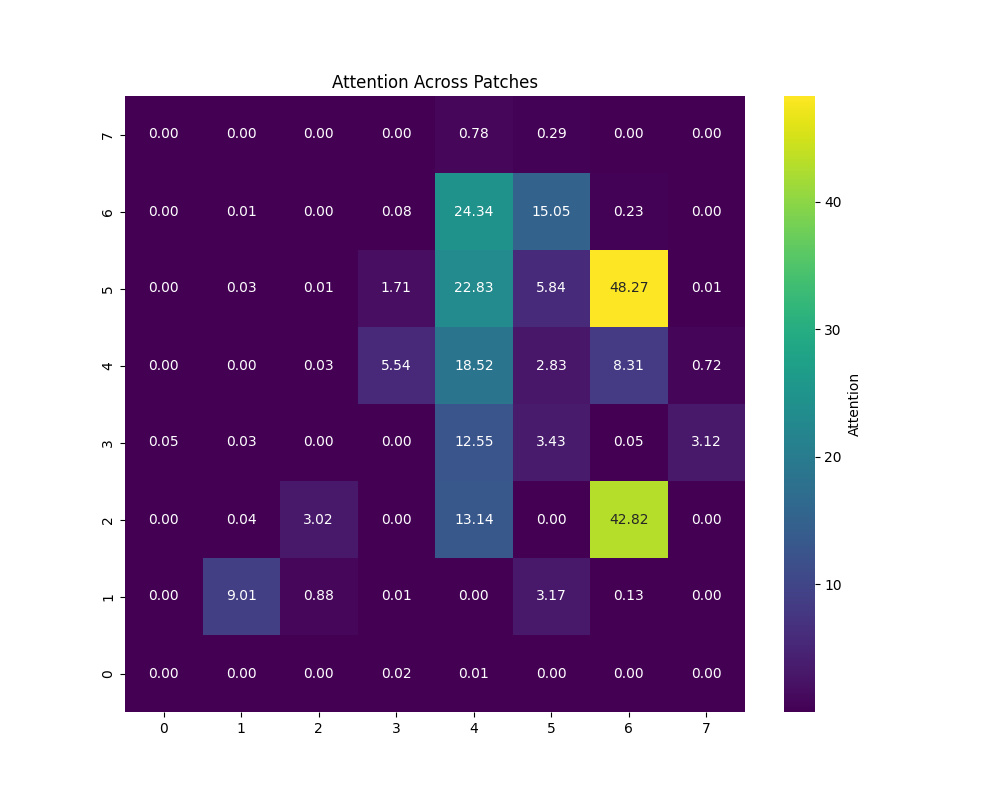 Attention Across Patches
7 0.00 0.00 0.00 0.00 0.78 0.29 0.00 0.00
6 0.00 0.01 0.00 0.08 24.34 15.05 0.23 0.00
5 0.00 0.03 0.01 1.71 22.83 5.84 48.27 0.01
4 0.00 0.00 0.03 5.54 18.52 2.83 8.31 0.72
3 0.05 0.03 0.00 0.00 12.55 3.43 0.05 3.12
2 0.00 0.04 3.02 0.00 13.14 0.00 42.82 0.00
1 0.00 9.01 0.88 0.01 0.00 3.17 0.13 0.00
0 0.00 0.00 0.00 0.02 0.01 0.00 0.00 0.00
0 1 2 3 4 5 6 7
40
30
20
10
Attention